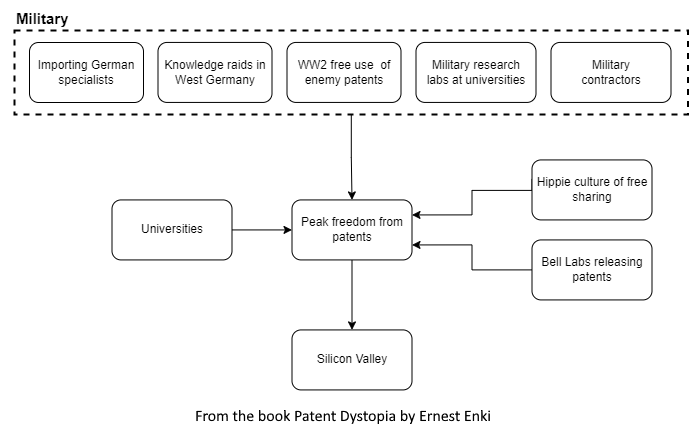 Military
Importing German
specialists
Knowledge raids in
West Germany
WW2 free use of
enemy patents
Military research
labs at universities
Military
contractors
Hippie culture of free
sharing
Universities
Peak freedom from
patents
Bell Labs releasing
patents
Silicon Valley
From the book Patent Dystopia by Ernest Enki